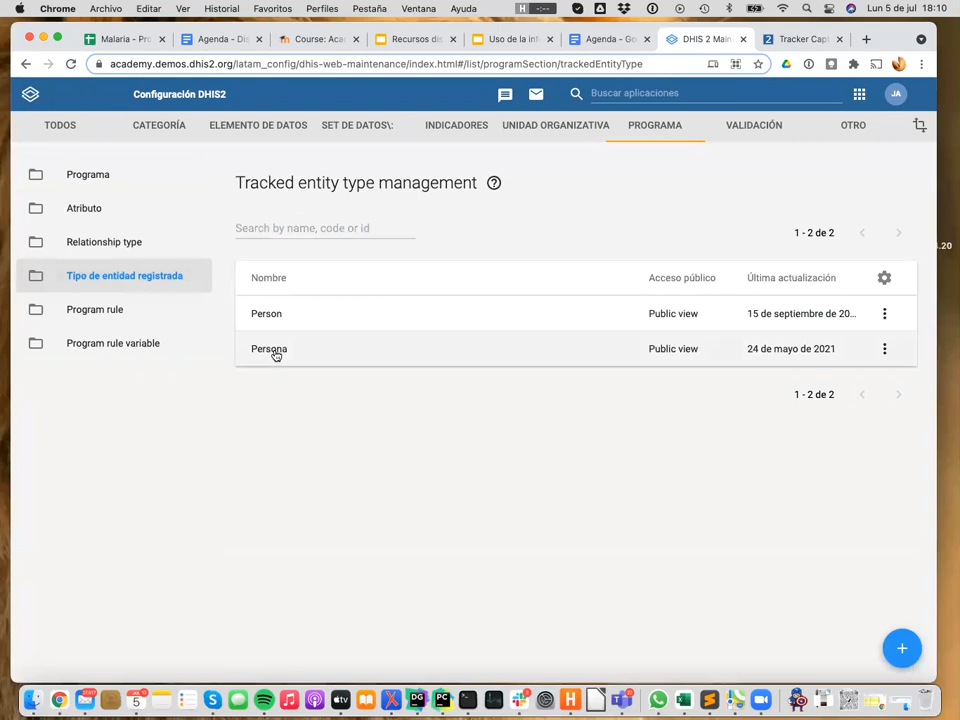 Chrome Archivo Editar Ver Historial Favoritos Perfiles Pestaña Ventana Ayuda Lun 5 de jul 18:10
Malaria - Pro Agenda - Di Course: Aca Recursos di Uso de la inf Agenda - Go DHIS 2 Main Tracker Capt
academy.demos.dhis2.org/latam_config/dhis-web-maintenance/index.html#/list/programSection/trackedEntityType
Configuración DHIS2 Buscar aplicaciones JA
TODOS CATEGORÍA ELEMENTO DE DATOS SET DE DATOS\: INDICADORES UNIDAD ORGANIZATIVA PROGRAMA VALIDACIÓN OTRO
Programa
Atributo
Relationship type
Tipo de entidad registrada
Program rule
Program rule variable
Tracked entity type management
Search by name, code or id
1 - 2 de 2
Nombre Acceso público Última actualización
Person Public view 15 de septiembre de 20...
Persona Public view 24 de mayo de 2021
1 - 2 de 2
4.20